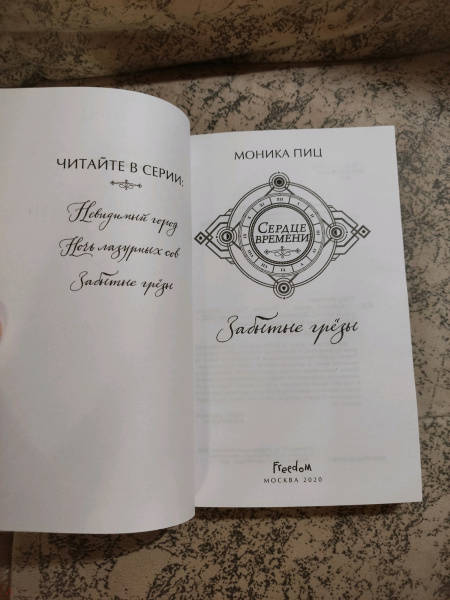 ЧИТАЙТЕ В СЕРИИ:
Невидимый город
Ночь лазурных сов
Забытые грёзы
МОНИКА ПИЦ
СЕРДЦЕ
ВРЕМЕНИ
Забытые грёзы
Freedom
МОСКВА 2020